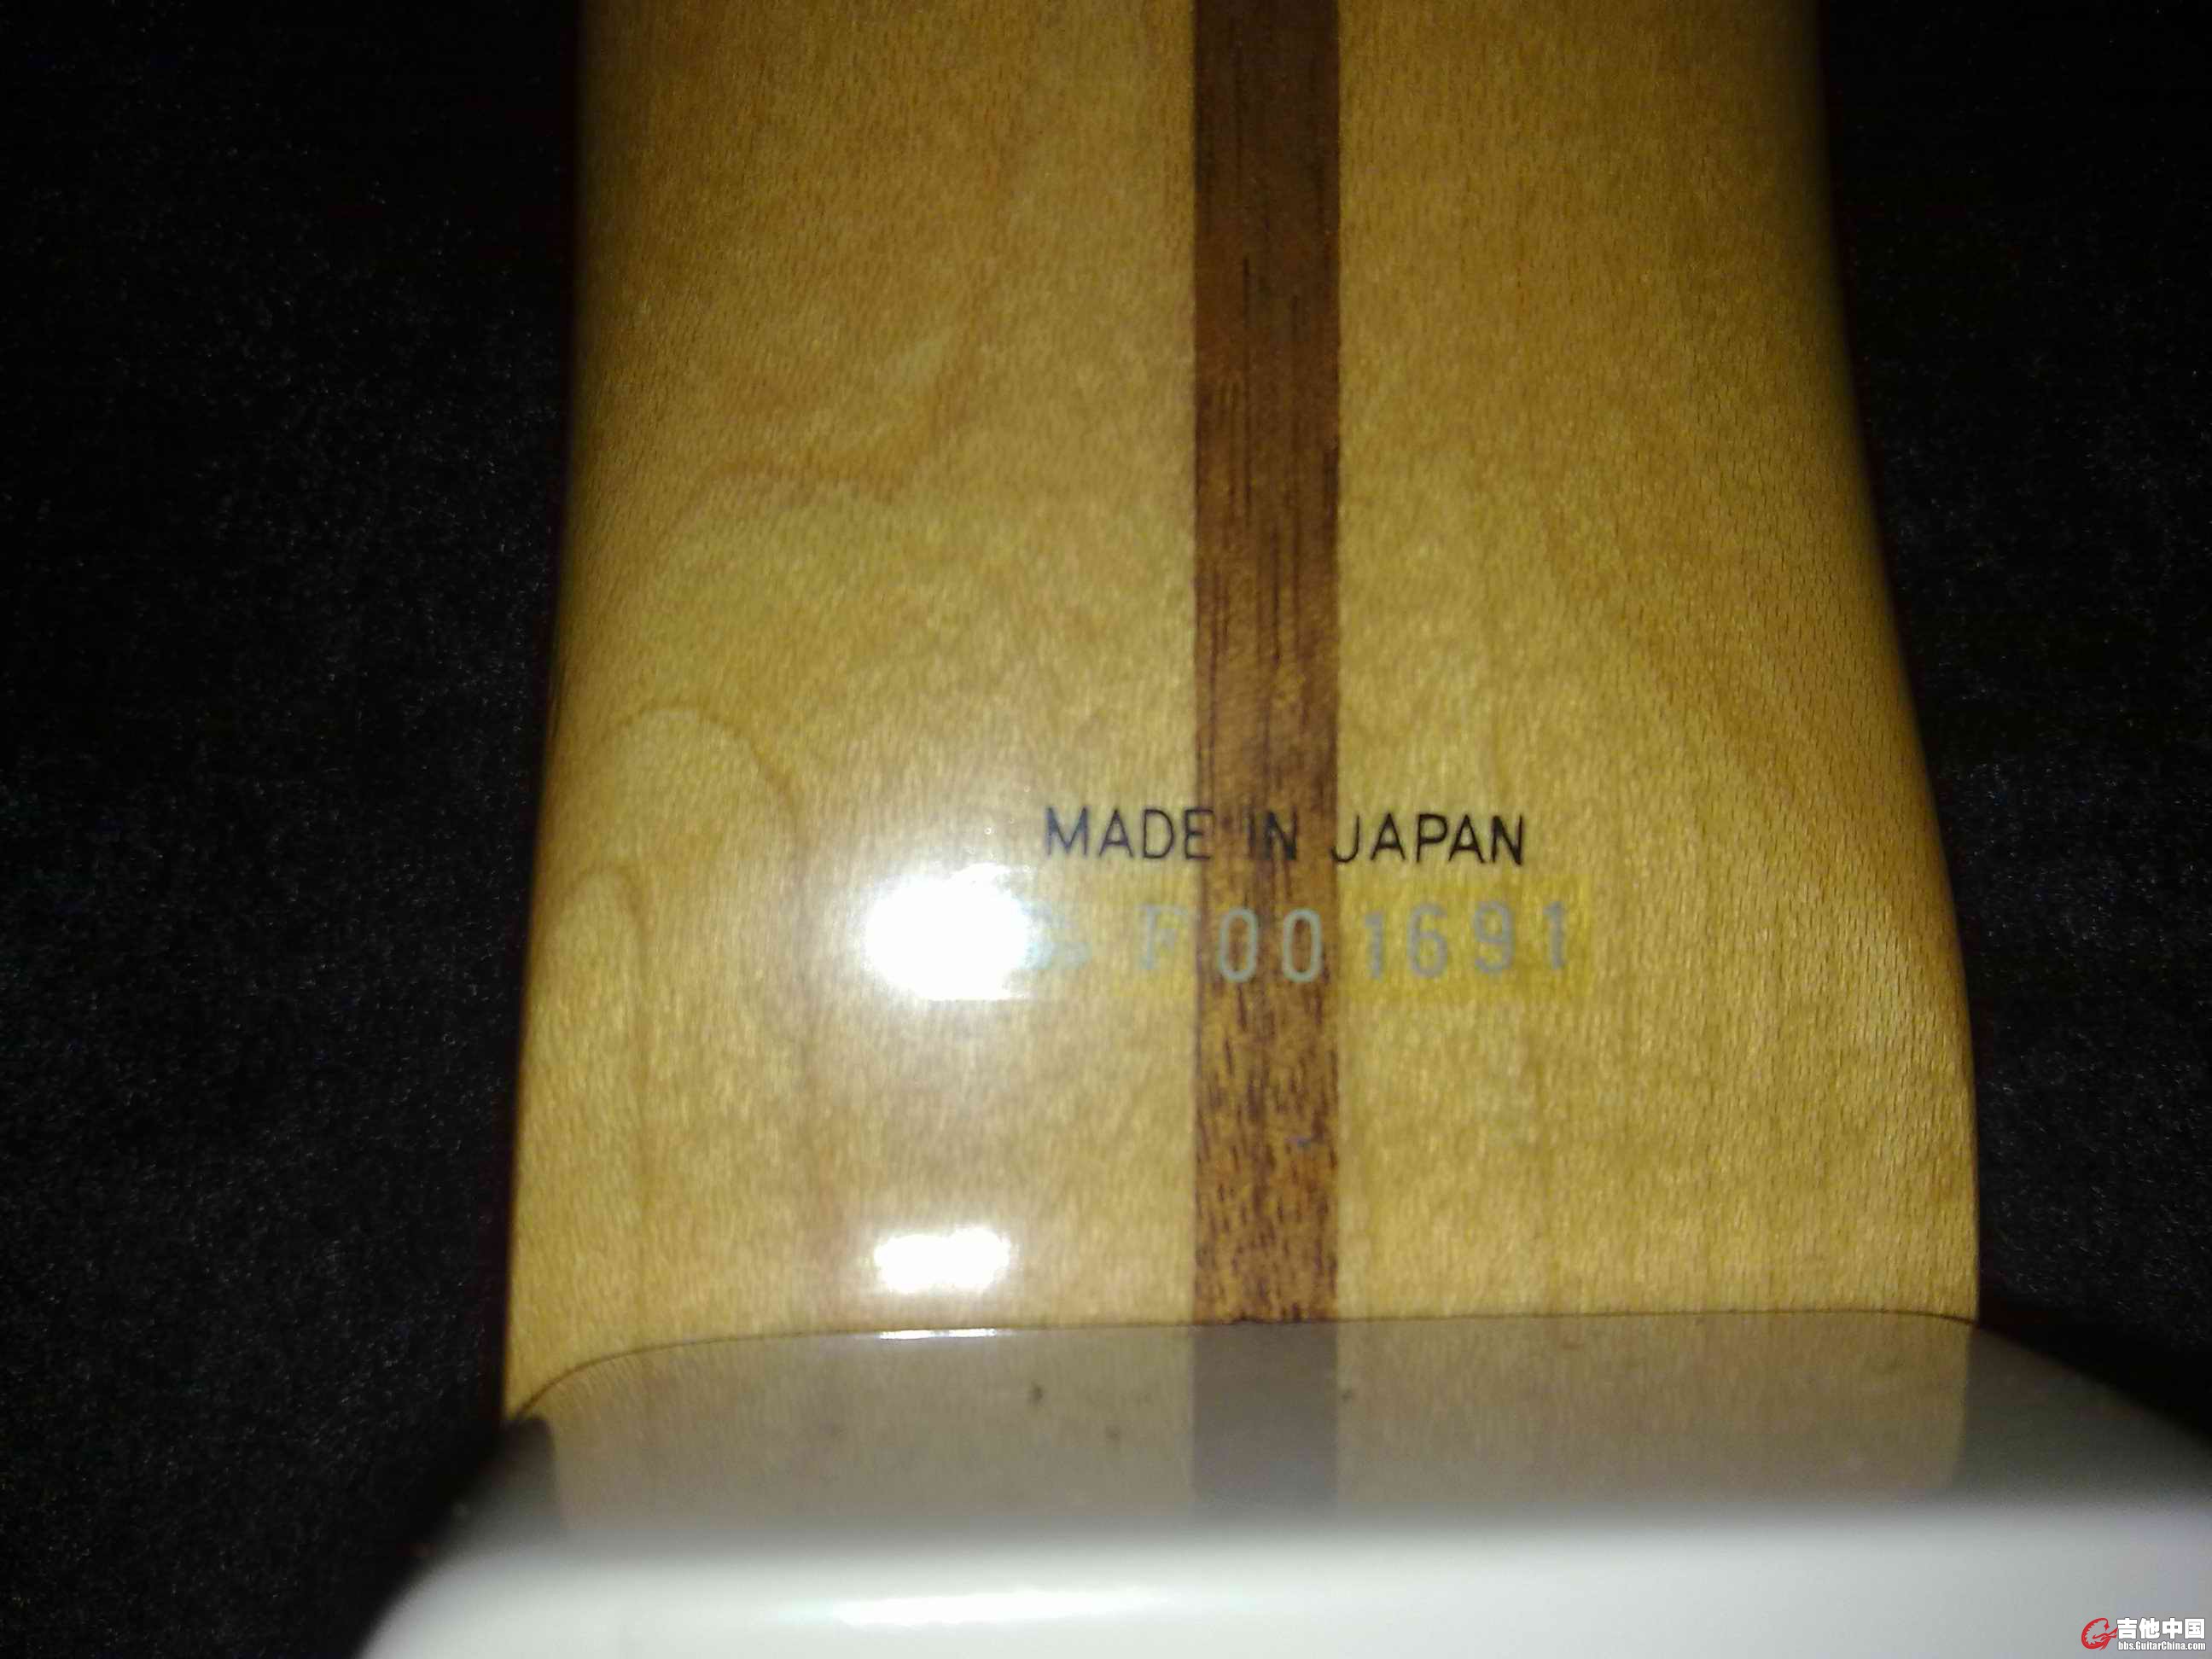 MADE IN JAPAN
F001691
吉他中国
bbs.GuitarChina.com